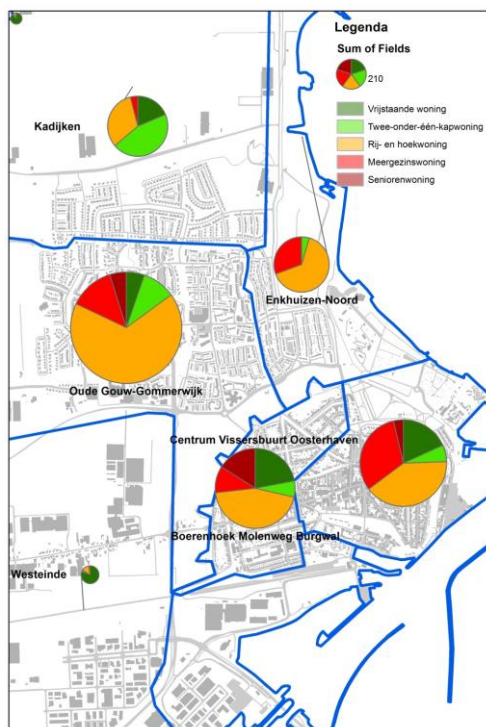 Legenda
Sum of Fields
210
Vrijstaande woning
Twee-onder-één-kapwoning
Rij- en hoekwoning
Meergezinswoning
Seniorenwoning
Kadijken
Enkhuizen-Noord
Oude Gouw-Gommerwijk
Centrum Vissersbuurt Oosterhaven
Boerenhoek Molenweg Burgwal
Westeinde